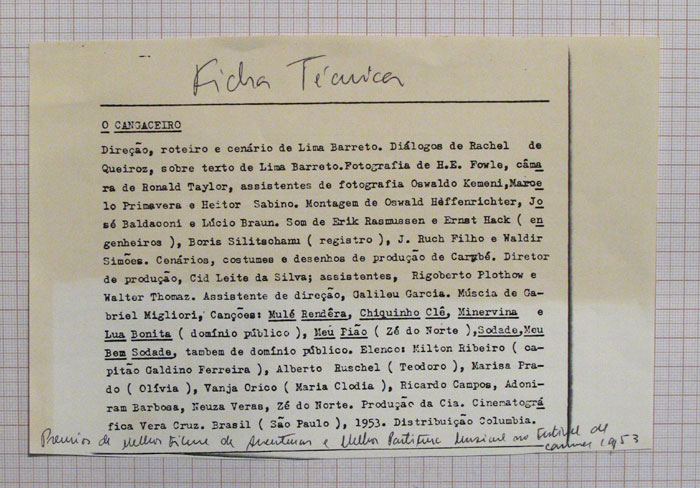 Ficha Técnica
O CANGACEIRO
Direção, roteiro e cenário de Lima Barreto. Diálogos de Rachel de
Queiroz, sobre texto de Lima Barreto.Fotografia de H.E. Fowle, câma
ra de Ronald Taylor, assistentes de fotografia Oswaldo Kemeni,Marce
lo Primavera e Heitor Sabino. Montagem de Oswald Hèffenrichter, Jo
sé Baldaconi e Lúcio Braun. Som de Erik Rasmussen e Ernst Hack ( en
genheiros ), Boris Silitschanu ( registro ), J. Ruch Filho e Waldir
Simões. Cenários, costumes e desenhos de produção de Carybé. Diretor
de produção, Cid Leite da Silva; assistentes, Rigoberto Plothow e
Walter Thomaz. Assistente de direção, Galileu Garcia. Múscia de Ga-
briel Migliori, Canções: Mulé Rendêra, Chiquinho Clê, Minervina e
Lua Bonita ( domínio público ), Meu Pião ( Zé do Norte ),Sodade,Meu
Bem Sodade, tambem de domínio público. Elenco: Milton Ribeiro ( ca-
pitão Galdino Ferreira ), Alberto Ruschel ( Teodoro ), Marisa Pra-
do ( Olívia ), Vanja Orico ( Maria Clodia ), Ricardo Campos, Adoni-
ram Barbosa, Neuza Veras, Zé do Norte. Produção da Cia. Cinematográ
fica Vera Cruz. Brasil ( São Paulo ), 1953. Distribuição Columbia.
Premios de Melhor Filme de Aventuras e Melhor Partitura Musical no Festival de
Cannes 1953